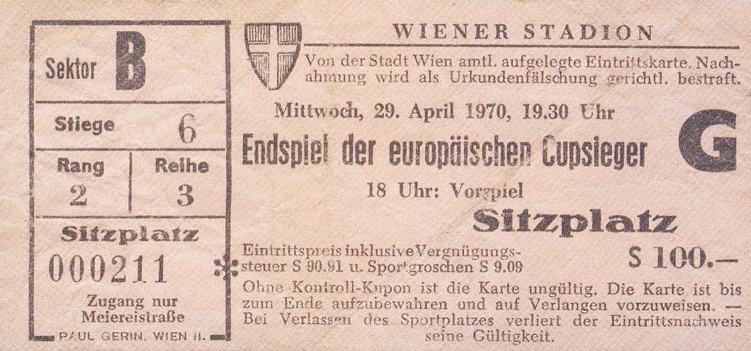 Sektor B
Stiege 6
Rang Reihe
2 3
Sitzplatz
000211
Zugang nur
Meiereistraße
PAUL GERIN, WIEN II.
WIENER STADION
Von der Stadt Wien amtl. aufgelegte Eintrittskarte. Nach-
ahmung wird als Urkundenfälschung gerichtl. bestraft.
Mittwoch, 29. April 1970, 19.30 Uhr
Endspiel der europäischen Cupsieger
G
18 Uhr: Vorspiel
Sitzplatz
Eintrittspreis inklusive Vergnügungs-
steuer S 90.91 u. Sportgroschen S 9.09
S 100.—
Ohne Kontroll-Kupon ist die Karte ungültig. Die Karte ist bis
zum Ende aufzubewahren und auf Verlangen vorzuweisen. —
Bei Verlassen des Sportplatzes verliert der Eintrittsnachweis
seine Gültigkeit.